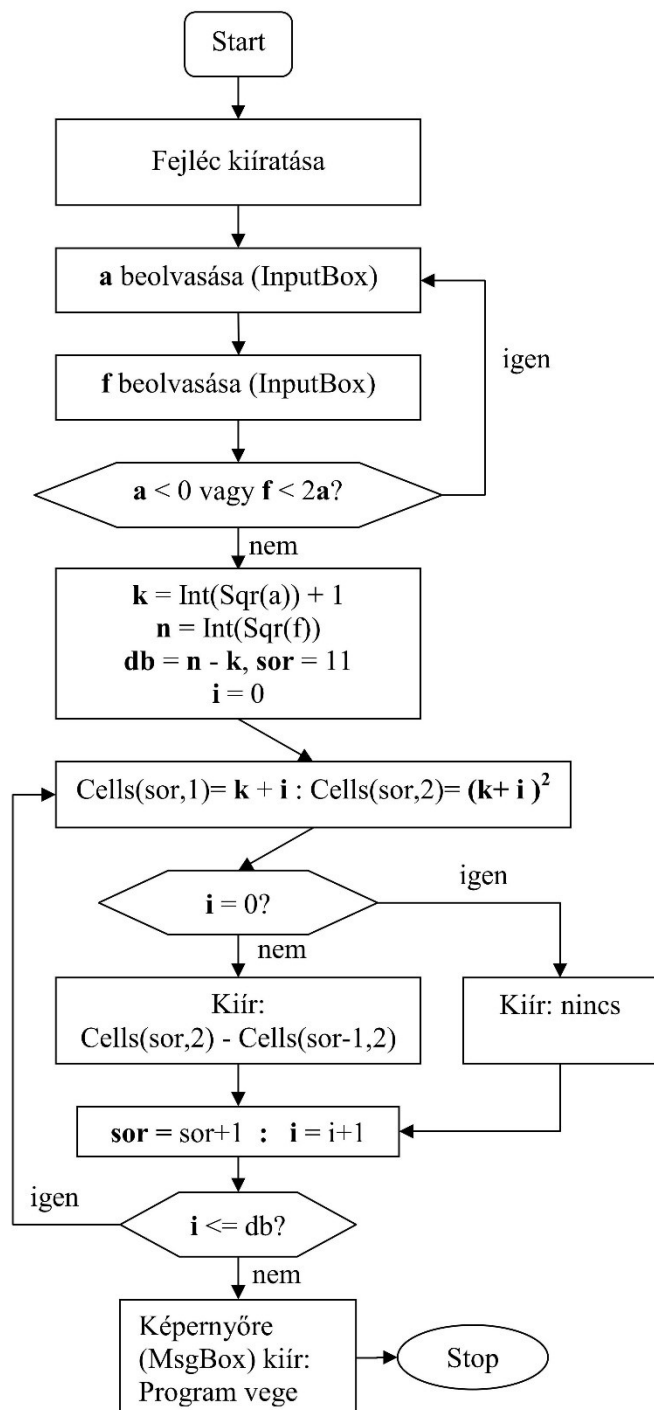 Start
Fejléc kiíratása
a beolvasása (InputBox)
igen
f beolvasása (InputBox)
a < 0 vagy f < 2a?
nem
k = Int(Sqr(a)) + 1
n = Int(Sqr(f))
db = n - k, sor = 11
i = 0
Cells(sor,1)= k + i : Cells(sor,2)= (k+ i )²
igen
i = 0?
nem
Kiír:
Cells(sor,2) - Cells(sor-1,2)
Kiír: nincs
sor = sor+1 : i = i+1
igen
i <= db?
nem
Képernyőre
(MsgBox) kiír:
Program vege
Stop